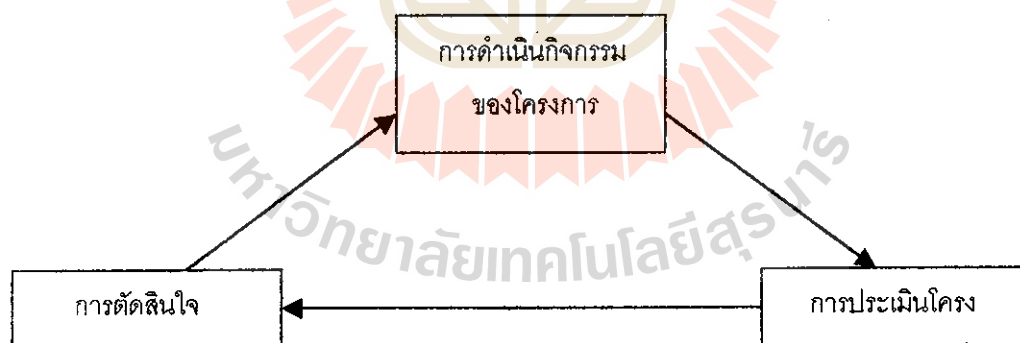 การดำเนินกิจกรรม
ของโครงการ
มหาวิทยาลัยเทคโนโลยีสุรนารี
การตัดสินใจ
การประเมินโครง